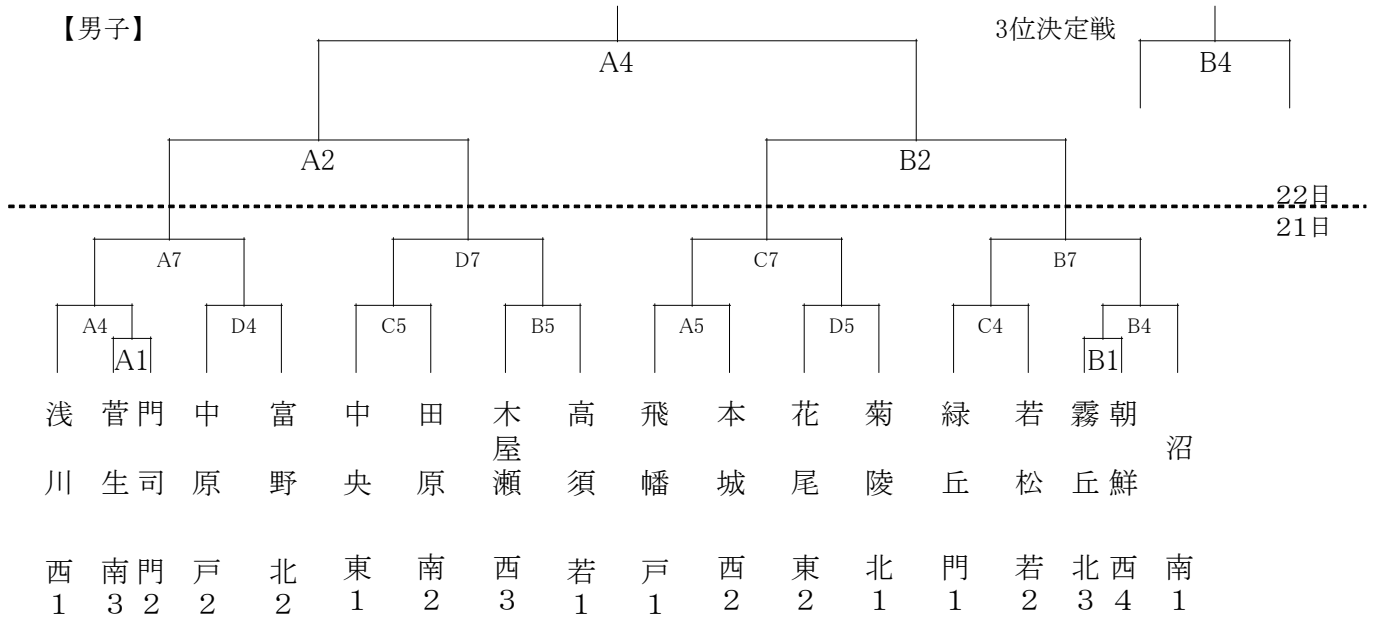 【男子】
3位決定戦
A4
B4
A2
B2
22日
21日
A7
D7
C7
B7
A4
D4
C5
B5
A5
D5
C4
B4
A1
B1
浅川
菅生
門司
中原
富野
中央
田原
木屋瀬
高須
飛幡
本城
花尾
菊陵
緑丘
若松
霧丘
朝鮮
沼
西1
南3
門2
戸2
北2
東1
南2
西3
若1
戸1
西2
東2
北1
門1
若2
北3
西4
南1